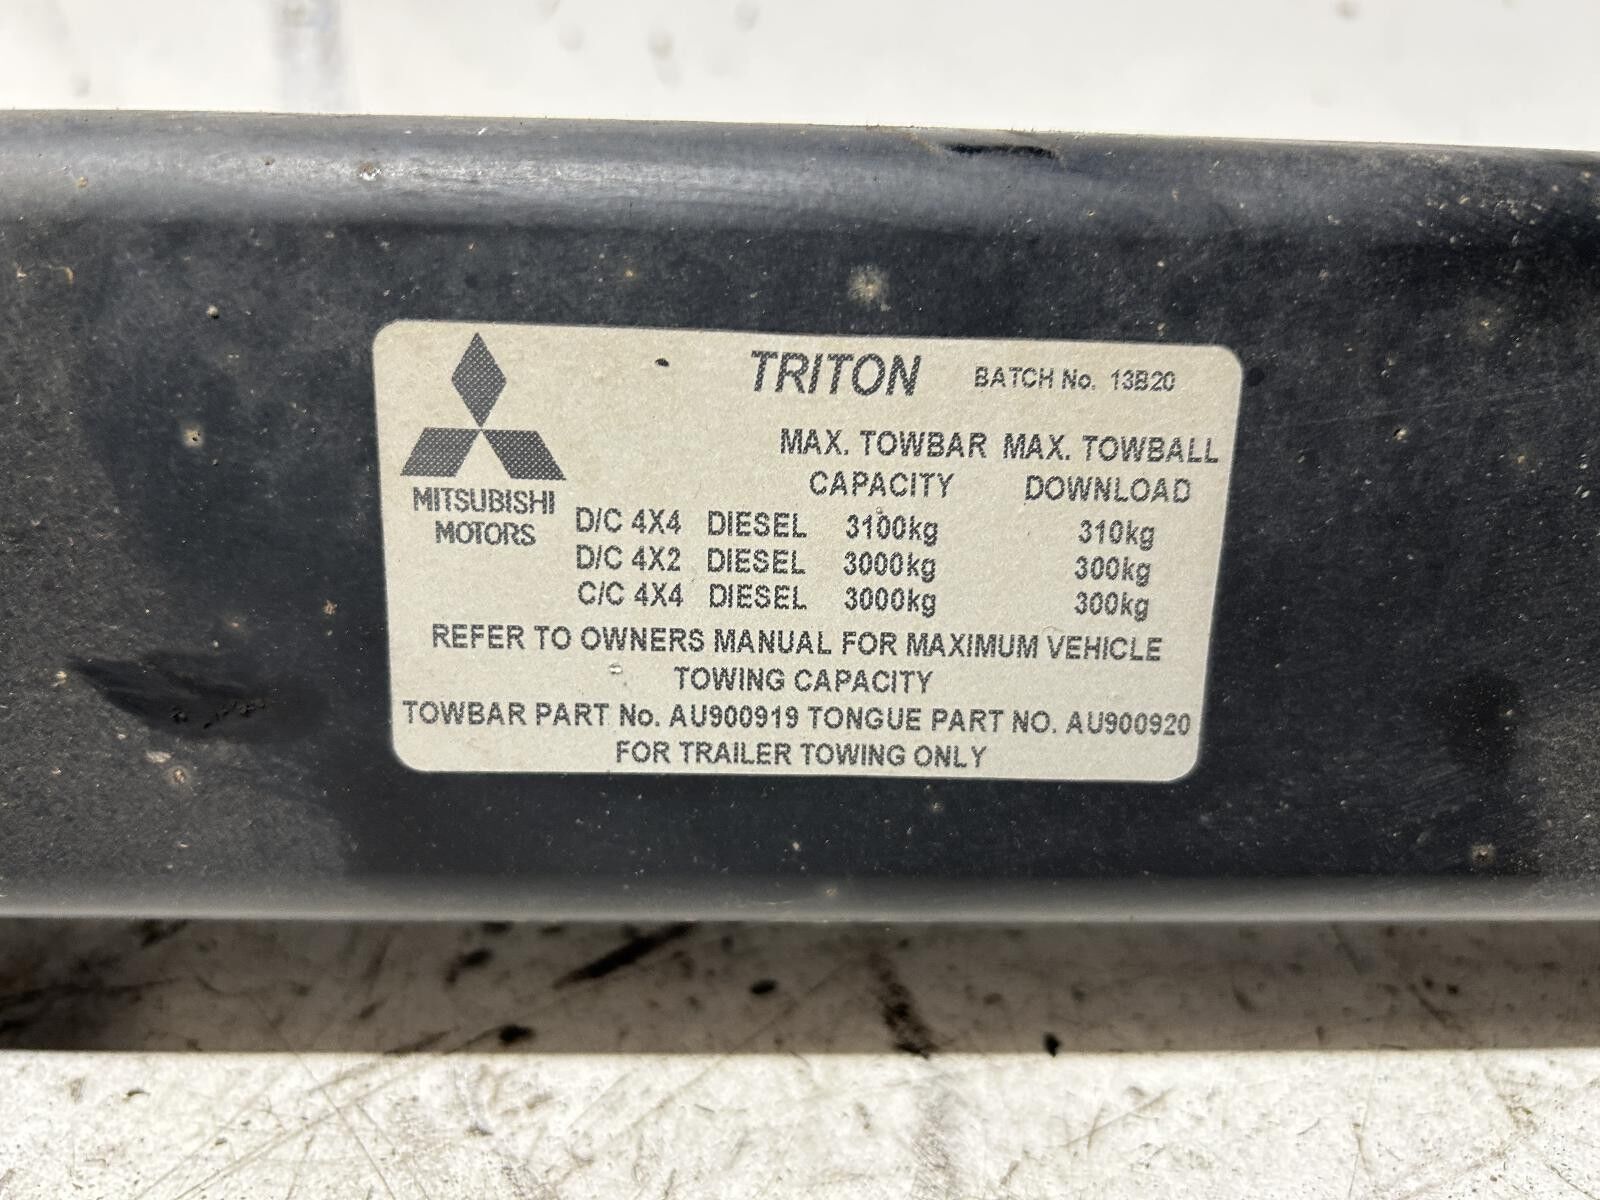 TRITON BATCH No. 13B20
MAX. TOWBAR MAX. TOWBALL
CAPACITY DOWNLOAD
MITSUBISHI
MOTORS
D/C 4X4 DIESEL 3100kg 310kg
D/C 4X2 DIESEL 3000kg 300kg
C/C 4X4 DIESEL 3000kg 300kg
REFER TO OWNERS MANUAL FOR MAXIMUM VEHICLE
TOWING CAPACITY
TOWBAR PART No. AU900919 TONGUE PART NO. AU900920
FOR TRAILER TOWING ONLY